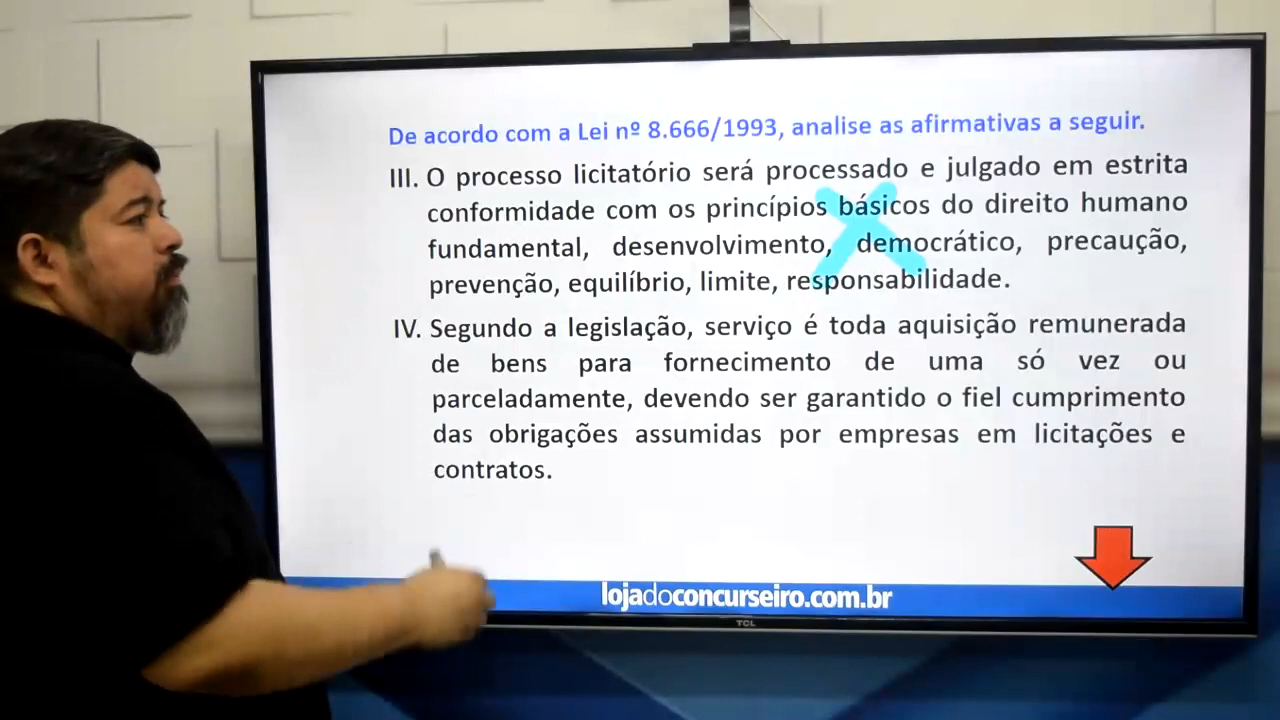 De acordo com a Lei nº 8.666/1993, analise as afirmativas a seguir.
III. O processo licitatório será processado e julgado em estrita
conformidade com os princípios básicos do direito humano
fundamental, desenvolvimento, democrático, precaução,
prevenção, equilíbrio, limite, responsabilidade.
IV. Segundo a legislação, serviço é toda aquisição remunerada
de bens para fornecimento de uma só vez ou
parceladamente, devendo ser garantido o fiel cumprimento
das obrigações assumidas por empresas em licitações e
contratos.
lojadoconcurseiro.com.br
TCL